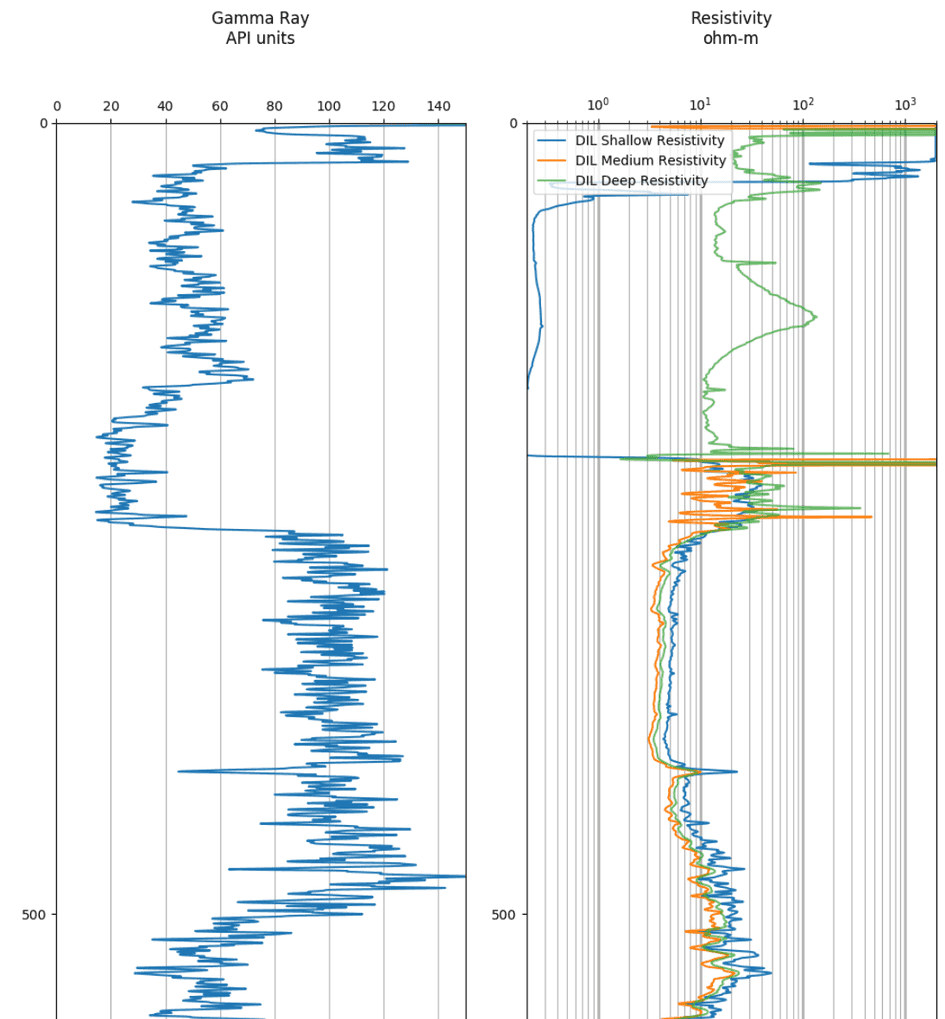 Gamma Ray
API units
Resistivity
ohm-m
0 20 40 60 80 100 120 140
10⁰ 10¹ 10² 10³
0
0
DIL Shallow Resistivity
DIL Medium Resistivity
DIL Deep Resistivity
500
500